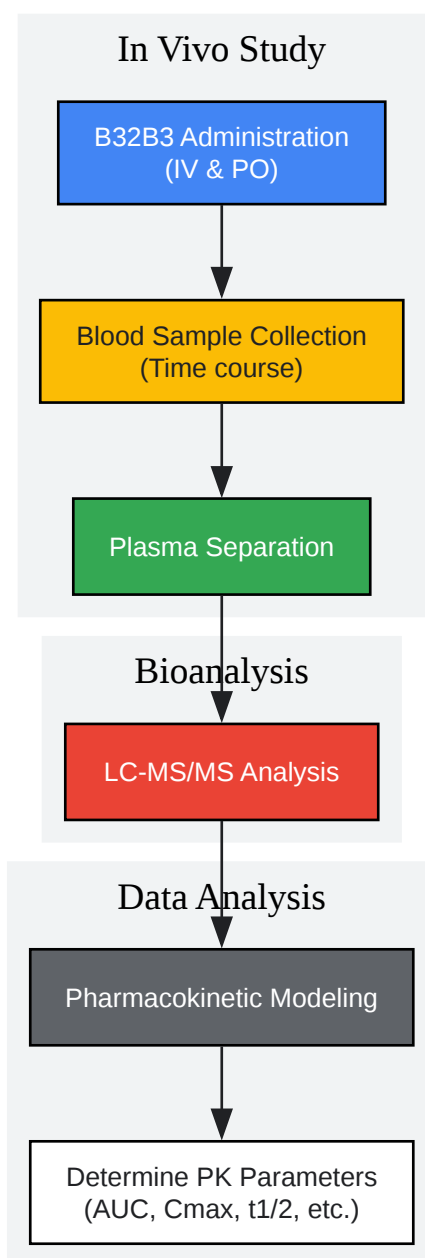 In Vivo Study
B32B3 Administration
(IV & PO)
Blood Sample Collection
(Time course)
Plasma Separation
Bioanalysis
LC-MS/MS Analysis
Data Analysis
Pharmacokinetic Modeling
Determine PK Parameters
(AUC, Cmax, t1/2, etc.)